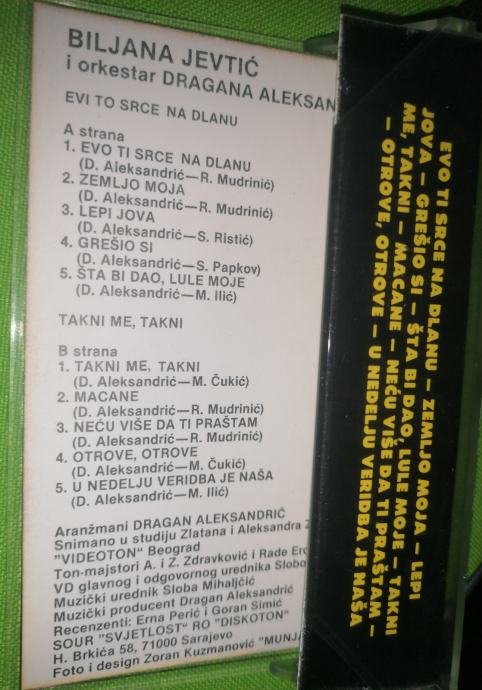 BILJANA JEVTIĆ
i orkestar DRAGANA ALEKSAN
EVI TO SRCE NA DLANU
A strana
1. EVO TI SRCE NA DLANU
(D. Aleksandrić—R. Mudrinić)
2. ZEMLJO MOJA
(D. Aleksandrić—R. Mudrinić)
3. LEPI JOVA
(D. Aleksandrić—S. Ristić)
4. GREŠIO SI
(D. Aleksandrić—S. Papkov)
5. ŠTA BI DAO, LULE MOJE
(D. Aleksandrić—M. Ilić)
TAKNI ME, TAKNI
B strana
1. TAKNI ME, TAKNI
(D. Aleksandrić—M. Čukić)
2. MACANE
(D. Aleksandrić—R. Mudrinić)
3. NEĆU VIŠE DA TI PRAŠTAM
(D. Aleksandrić—R. Mudrinić)
4. OTROVE, OTROVE
(D. Aleksandrić—M. Čukić)
5. U NEDELJU VERIDBA JE NAŠA
(D. Aleksandrić—M. Ilić)
Aranžmani DRAGAN ALEKSANDRIĆ
Snimano u studiju Zlatana i Aleksandra Z
"VIDEOTON" Beograd
Ton-majstori A. i Z. Zdravković i Rade Erc
VD glavnog i odgovornog urednika Slobo
Muzički urednik Sloba Mihaljčić
Muzički producent Dragan Aleksandrić
Recenzenti: Erna Perić i Goran Simić
SOUR "SVJETLOST" RO "DISKOTON"
H. Brkića 58, 71000 Sarajevo
Foto i design Zoran Kuzmanović "MUNJA
EVO TI SRCE NA DLANU — ZEMLJO MOJA — LEPI
JOVA — GREŠIO SI — ŠTA BI DAO, LULE MOJE — TAKNI
ME, TAKNI — MACANE — NEĆU VIŠE DA TI PRAŠTAM —
— OTROVE, OTROVE — U NEDELJU VERIDBA JE NAŠA